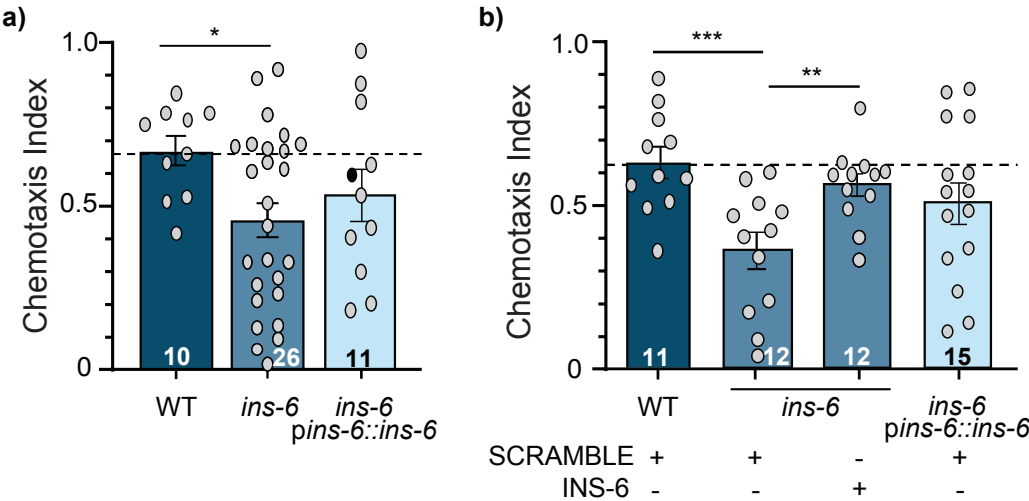 a)
*
1.0
0.5
0
Chemotaxis Index
10
26
11
WT
ins-6
ins-6
pins-6::ins-6
b)
***
**
1.0
0.5
0
Chemotaxis Index
11
12
12
15
WT
ins-6
ins-6
pins-6::ins-6
SCRAMBLE + + - +
INS-6 - - + -